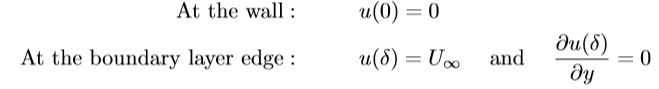 At the wall : u(0) = 0
At the boundary layer edge : u(δ) = U∞ and ∂u(δ)/∂y = 0